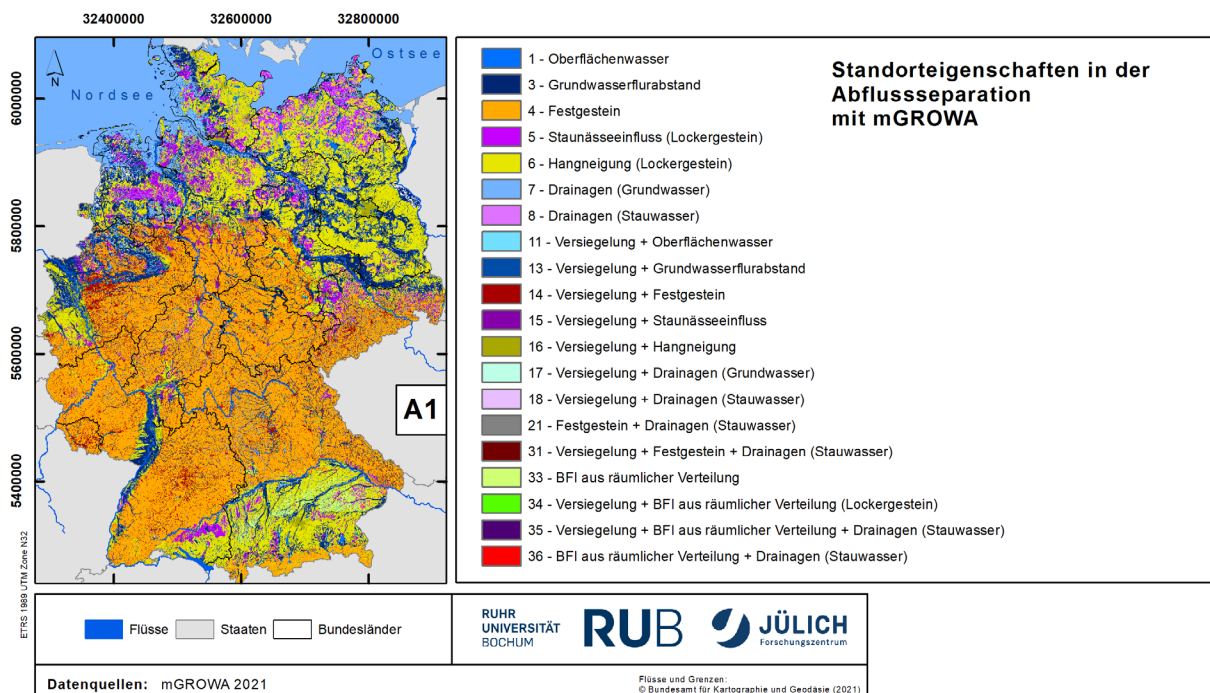 32400000 32600000 32800000
6000000
5800000
5600000
5400000
N
Nordsee
Ostsee
A1
ETRS 1989 UTM Zone N32
1 - Oberflächenwasser
3 - Grundwasserflurabstand
4 - Festgestein
5 - Staunässeeinfluss (Lockergestein)
6 - Hangneigung (Lockergestein)
7 - Drainagen (Grundwasser)
8 - Drainagen (Stauwasser)
11 - Versiegelung + Oberflächenwasser
13 - Versiegelung + Grundwasserflurabstand
14 - Versiegelung + Festgestein
15 - Versiegelung + Staunässeeinfluss
16 - Versiegelung + Hangneigung
17 - Versiegelung + Drainagen (Grundwasser)
18 - Versiegelung + Drainagen (Stauwasser)
21 - Festgestein + Drainagen (Stauwasser)
31 - Versiegelung + Festgestein + Drainagen (Stauwasser)
33 - BFI aus räumlicher Verteilung
34 - Versiegelung + BFI aus räumlicher Verteilung (Lockergestein)
35 - Versiegelung + BFI aus räumlicher Verteilung + Drainagen (Stauwasser)
36 - BFI aus räumlicher Verteilung + Drainagen (Stauwasser)
Standorteigenschaften in der
Abflussseparation
mit mGROWA
Flüsse Staaten Bundesländer
RUHR
UNIVERSITÄT
BOCHUM
RUB
JÜLICH
Forschungszentrum
Datenquellen: mGROWA 2021
Flüsse und Grenzen:
© Bundesamt für Kartographie und Geodäsie (2021)